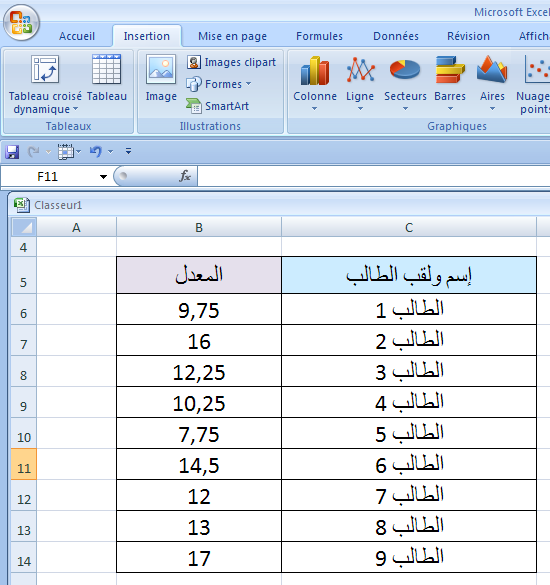 Microsoft Excel
Accueil Insertion Mise en page Formules Données Révision Afficha
Tableau croisé dynamique Tableau
Image
Images clipart
Formes
SmartArt
Colonne Ligne Secteurs Barres Aires Nuage
points
Tableaux Illustrations Graphiques
F11 fx
Classeur1
A B C
4
5 المعدل إسم ولقب الطالب
6 9,75 الطالب 1
7 16 الطالب 2
8 12,25 الطالب 3
9 10,25 الطالب 4
10 7,75 الطالب 5
11 14,5 الطالب 6
12 12 الطالب 7
13 13 الطالب 8
14 17 الطالب 9